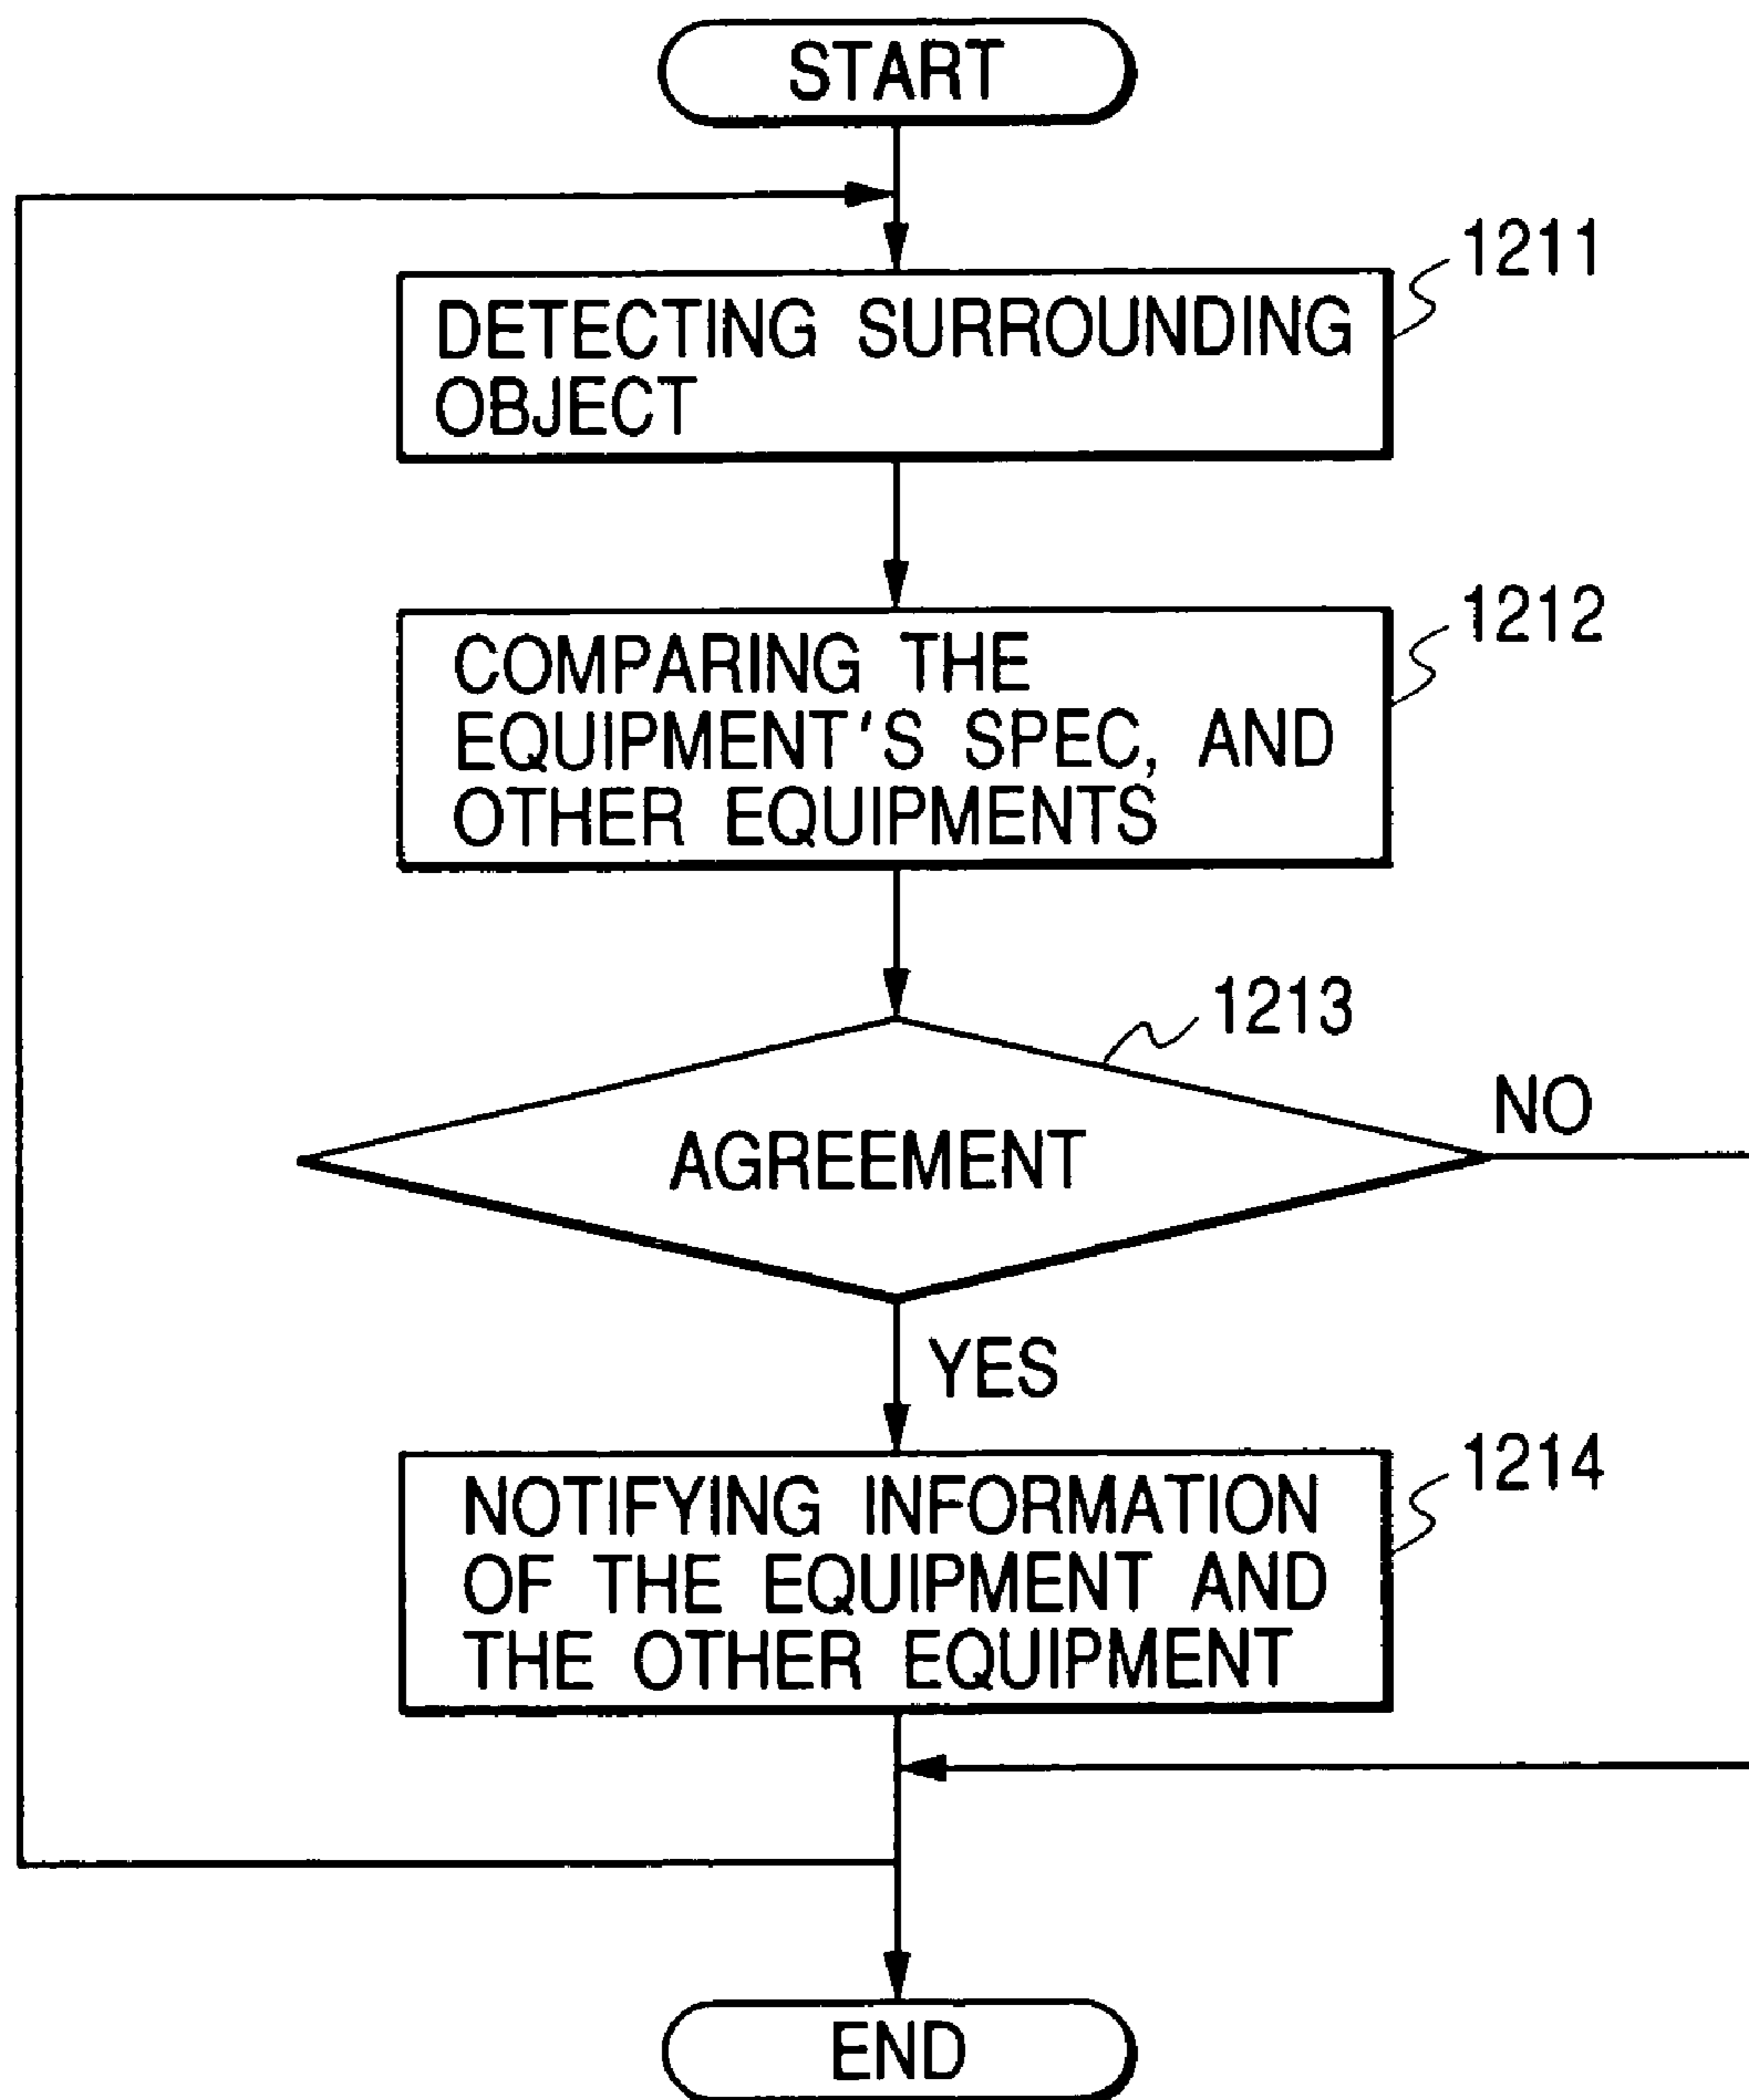 START
1211
DETECTING SURROUNDING
OBJECT
1212
COMPARING THE
EQUIPMENT'S SPEC, AND
OTHER EQUIPMENTS
1213
NO
AGREEMENT
YES
1214
NOTIFYING INFORMATION
OF THE EQUIPMENT AND
THE OTHER EQUIPMENT
END